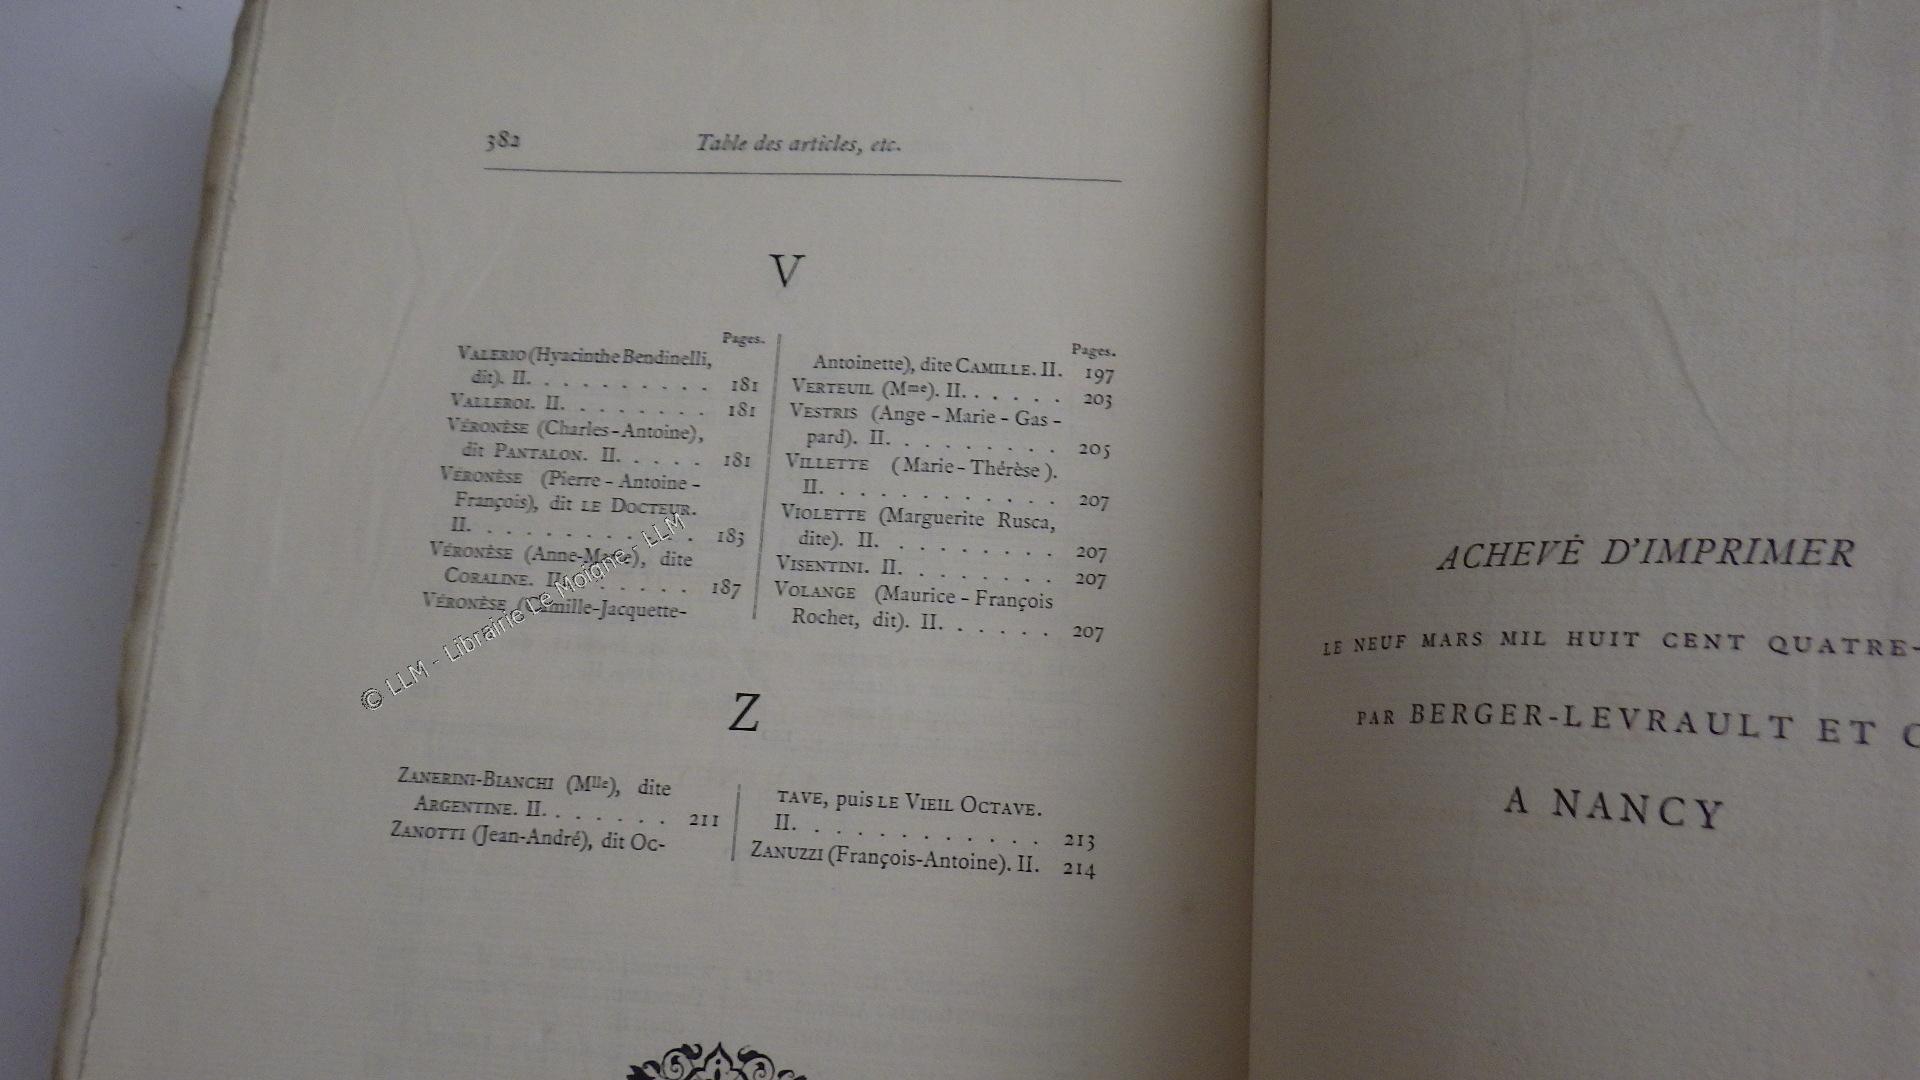 382 Table des articles, etc.
V
Pages.
VALERIO (Hyacinthe Bendinelli,
dit). II. . . . . . . . . . 181
VALLEROI. II. . . . . . . . 181
VÉRONÈSE (Charles-Antoine),
dit PANTALON. II. . . . . 181
VÉRONÈSE (Pierre-Antoine-
François), dit LE DOCTEUR.
II. . . . . . . . . . . 183
VÉRONÈSE (Anne-Marie), dite
CORALINE. II. . . . . . . 187
VÉRONÈSE (Camille-Jacquette-
Pages.
Antoinette), dite CAMILLE. II. 197
VERTEUIL (Mme). II. . . . . . 203
VESTRIS (Ange-Marie-Gas-
pard). II. . . . . . . . . 205
VILLETTE (Marie-Thérèse).
II. . . . . . . . . . . . 207
VIOLETTE (Marguerite Rusca,
dite). II. . . . . . . . . 207
VISENTINI. II. . . . . . . . 207
VOLANGE (Maurice-François
Rochet, dit). II. . . . . . 207
Z
ZANERINI-BIANCHI (Mlle), dite
ARGENTINE. II. . . . . . . 211
ZANOTTI (Jean-André), dit OC-
TAVE, puis LE VIEIL OCTAVE.
II. . . . . . . . . . . . 213
ZANUZZI (François-Antoine). II. 214
© LLM - Librairie Le Moigne - LLM
ACHEVÉ D'IMPRIMER
LE NEUF MARS MIL HUIT CENT QUATRE-
PAR BERGER-LEVRAULT ET C
A NANCY